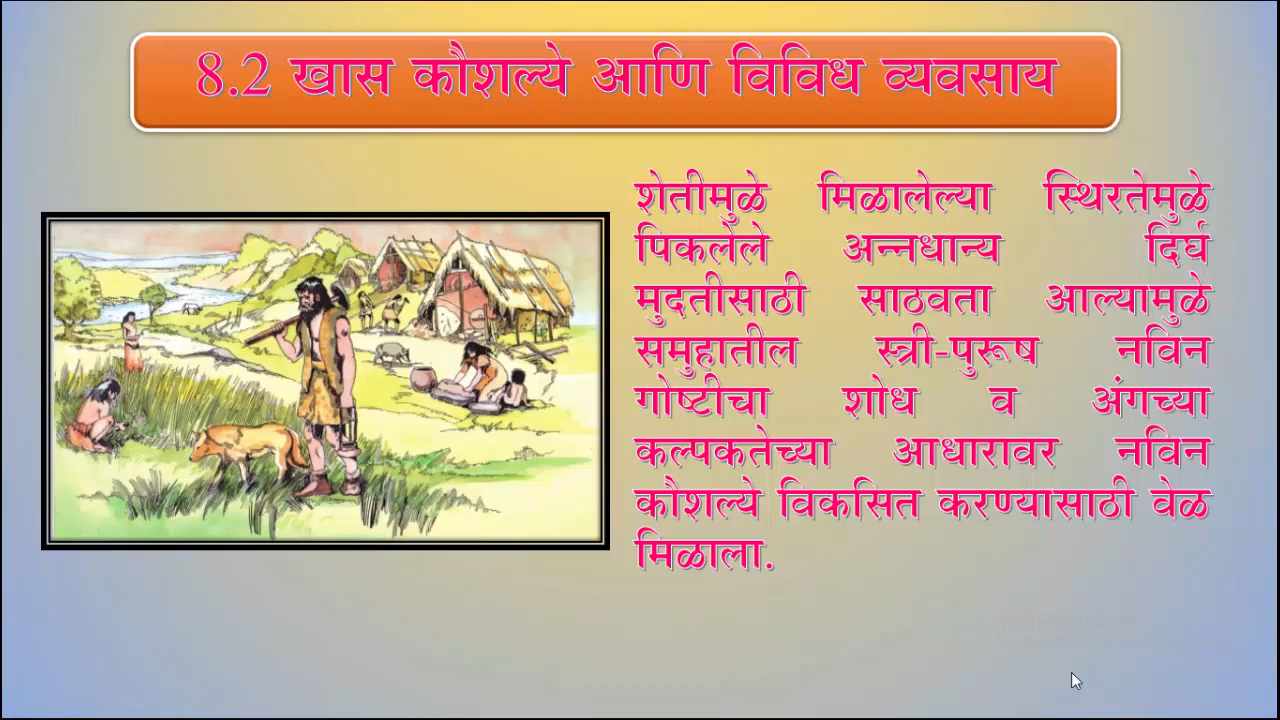 8.2 खास कौशल्ये आणि विविध व्यवसाय
शेतीमुळे मिळालेल्या स्थिरतेमुळे
पिकलेले अन्नधान्य दिर्घ
मुदतीसाठी साठवता आल्यामुळे
समुहातील स्त्री-पुरूष नविन
गोष्टीचा शोध व अंगच्या
कल्पकतेच्या आधारावर नविन
कौशल्ये विकसित करण्यासाठी वेळ
मिळाला.